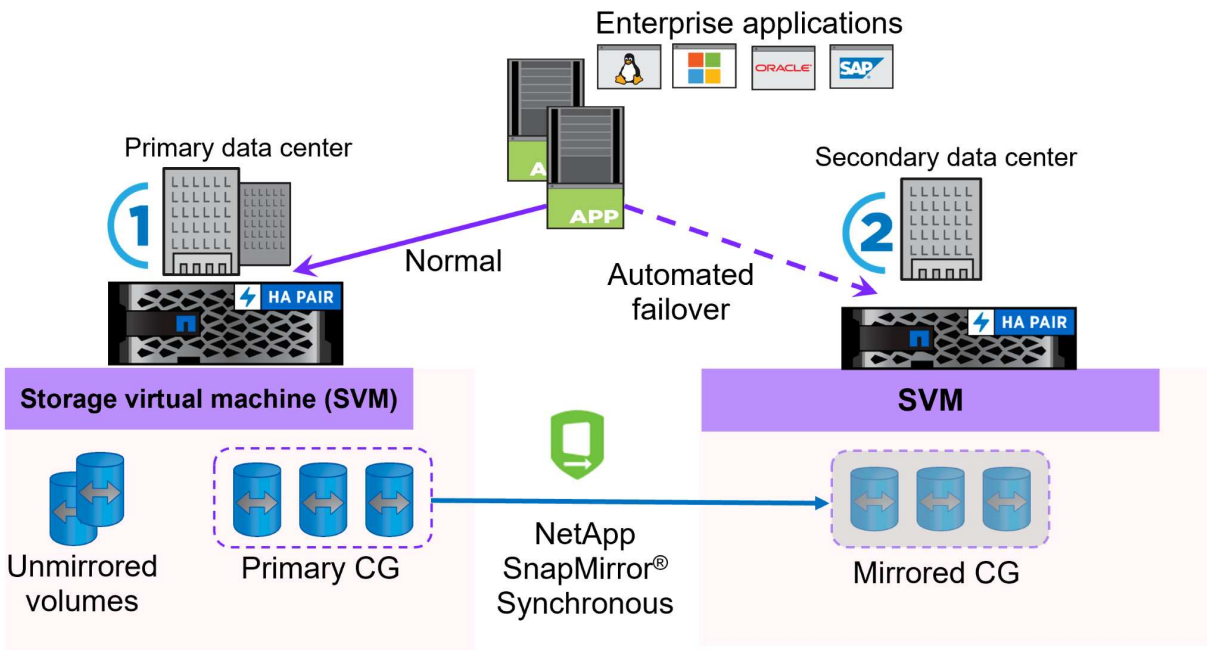 Enterprise applications
ORACLE
SAP
Primary data center
Secondary data center
1
2
A
APP
Normal
Automated
failover
HA PAIR
HA PAIR
Storage virtual machine (SVM)
SVM
NetApp
SnapMirror®
Synchronous
Unmirrored
volumes
Primary CG
Mirrored CG